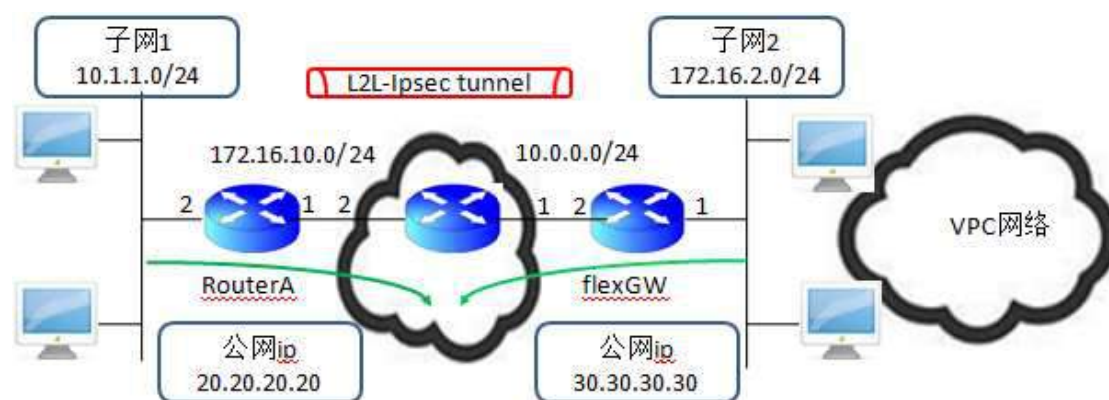 子网1
10.1.1.0/24
子网2
172.16.2.0/24
L2L-Ipsec tunnel
172.16.10.0/24
10.0.0.0/24
2
1
2
1
2
1
RouterA
flexGW
VPC网络
公网ip
20.20.20.20
公网ip
30.30.30.30